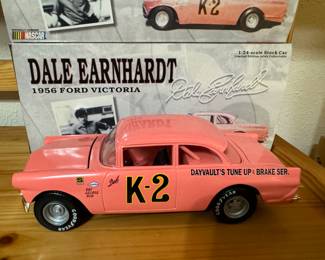 NASCAR
K-2
1:24-scale Stock Car
DALE EARNHARDT
1956 FORD VICTORIA
Dale Earnhardt
K-2
DAYVAULT'S TUNE UP & BRAKE SER.
GOODYEAR
GOODYEAR